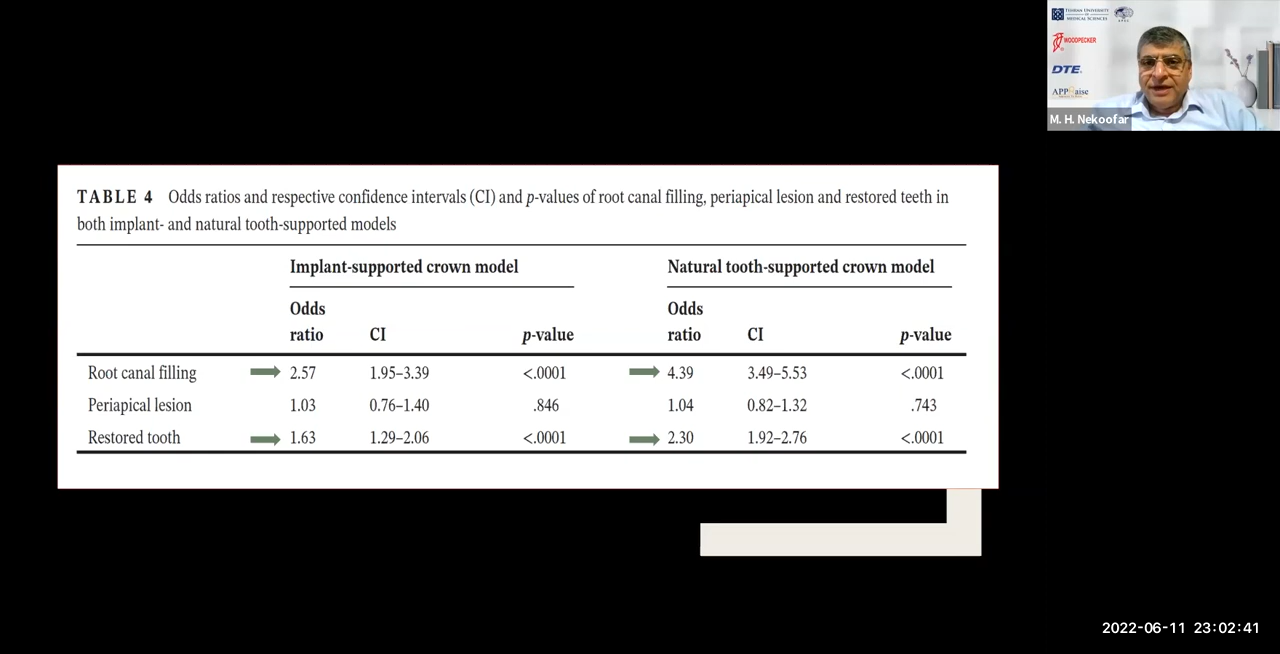 TEHRAN UNIVERSITY
OF
MEDICAL SCIENCES
WOODPECKER
DTE
M. H. Nekoofar
TABLE 4 Odds ratios and respective confidence intervals (CI) and p-values of root canal filling, periapical lesion and restored teeth in
both implant- and natural tooth-supported models
Implant-supported crown model Natural tooth-supported crown model
Odds ratio CI p-value Odds ratio CI p-value
Root canal filling 2.57 1.95–3.39 <.0001 4.39 3.49–5.53 <.0001
Periapical lesion 1.03 0.76–1.40 .846 1.04 0.82–1.32 .743
Restored tooth 1.63 1.29–2.06 <.0001 2.30 1.92–2.76 <.0001
2022-06-11 23:02:41